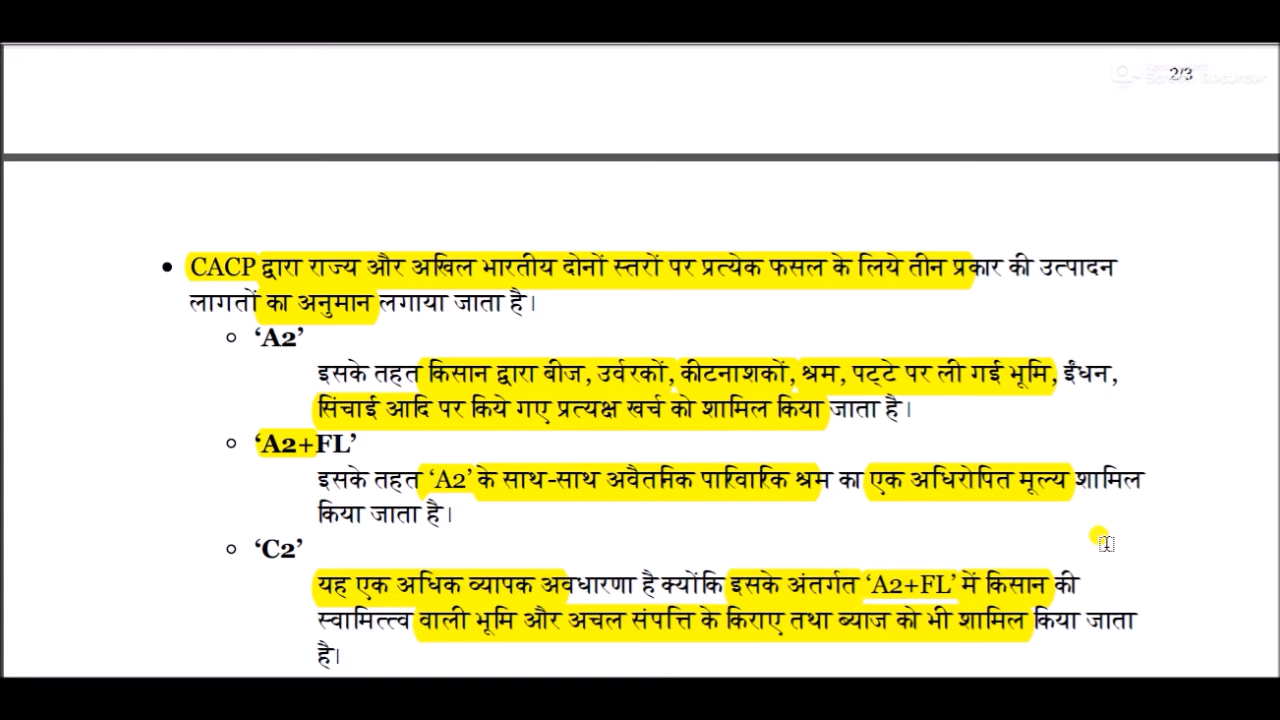 2/3
CACP द्वारा राज्य और अखिल भारतीय दोनों स्तरों पर प्रत्येक फसल के लिये तीन प्रकार की उत्पादन
लागतों का अनुमान लगाया जाता है।
‘A2’
इसके तहत किसान द्वारा बीज, उर्वरकों, कीटनाशकों, श्रम, पट्टे पर ली गई भूमि, ईंधन,
सिंचाई आदि पर किये गए प्रत्यक्ष खर्च को शामिल किया जाता है।
‘A2+FL’
इसके तहत ‘A2’ के साथ-साथ अवैतनिक पारिवारिक श्रम का एक अधिरोपित मूल्य शामिल
किया जाता है।
‘C2’
यह एक अधिक व्यापक अवधारणा है क्योंकि इसके अंतर्गत ‘A2+FL’ में किसान की
स्वामित्त्व वाली भूमि और अचल संपत्ति के किराए तथा ब्याज को भी शामिल किया जाता
है।